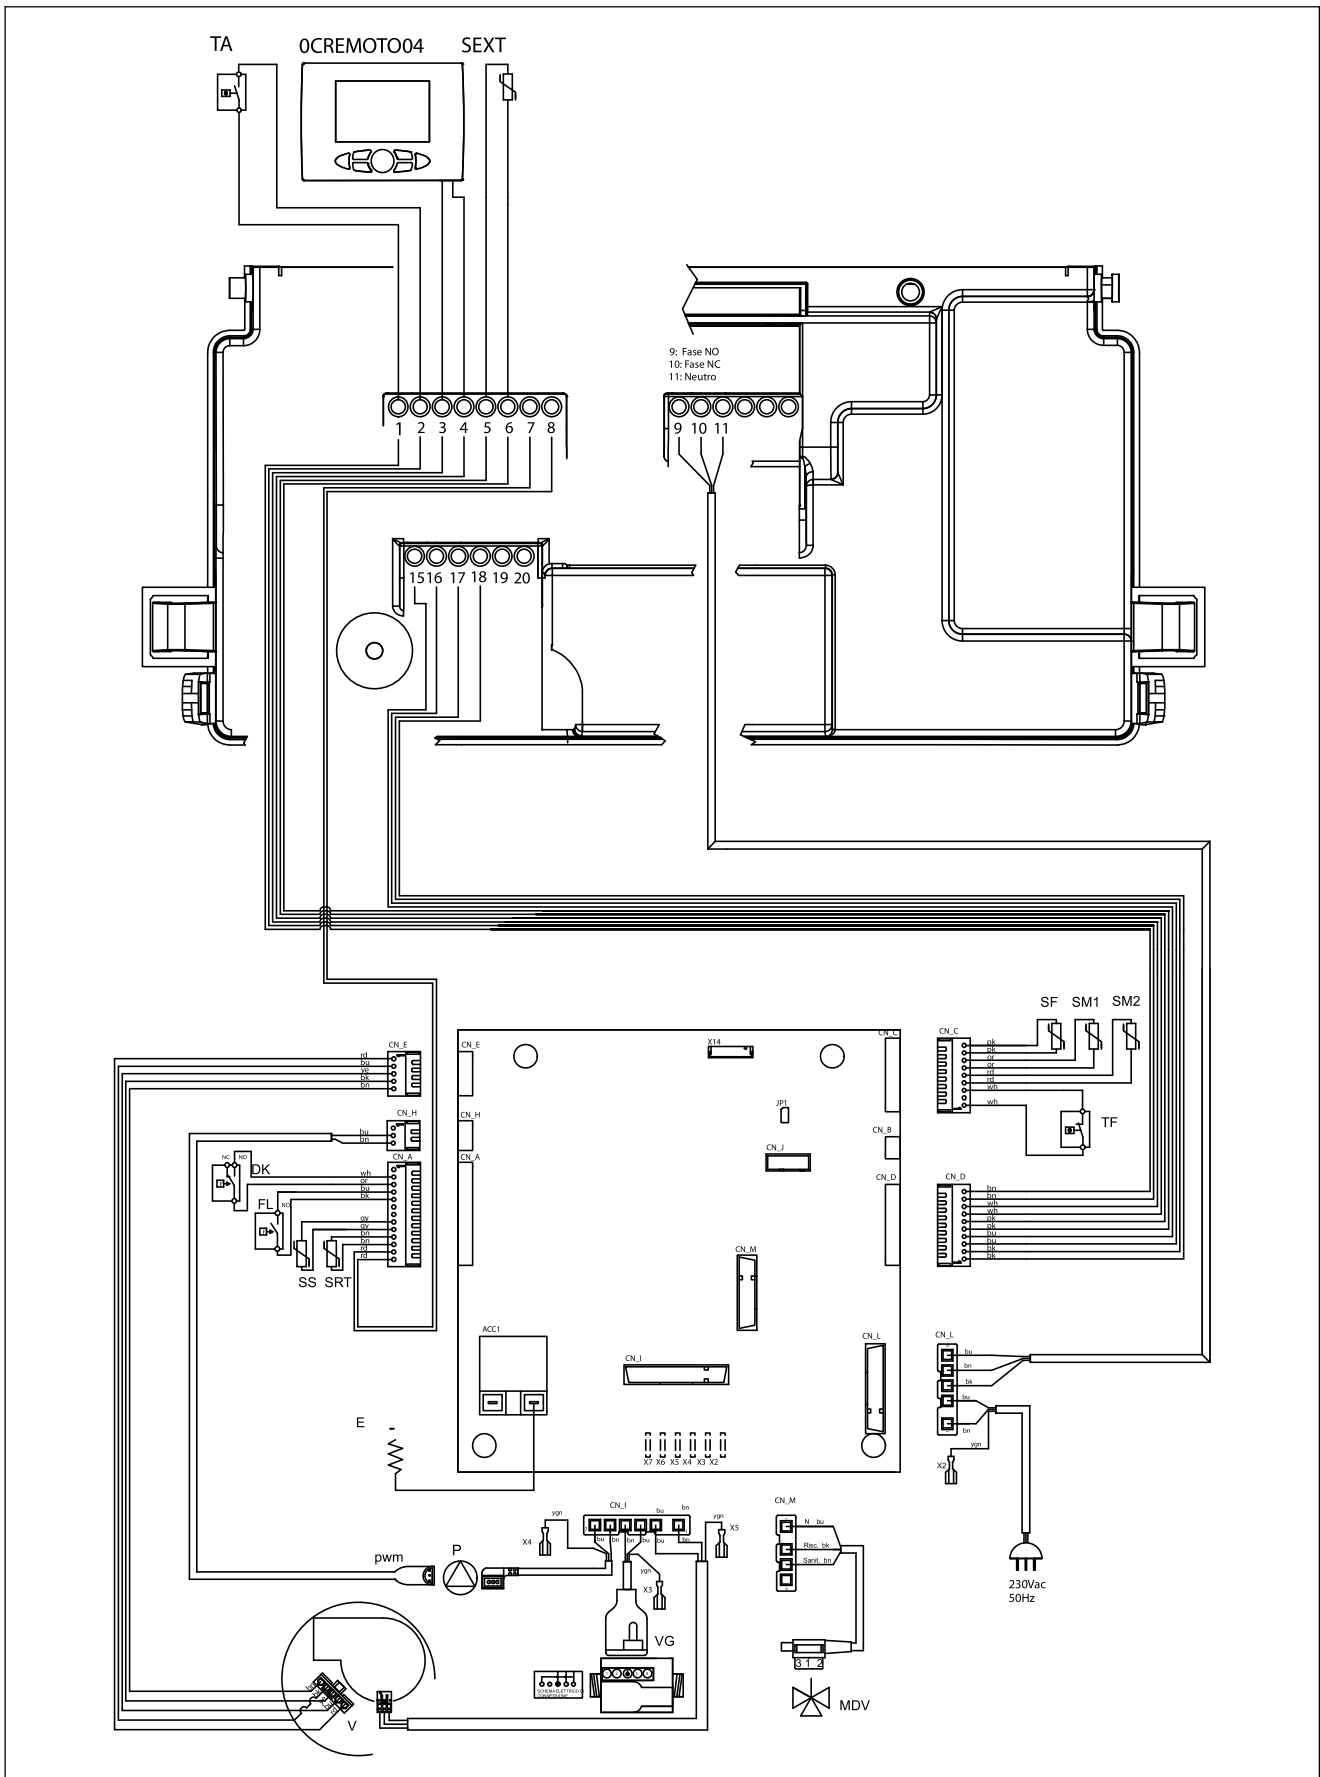 TA 0CREMOTO04 SEXT
9: Fase NO
10: Fase NC
11: Neutro
1 2 3 4 5 6 7 8
9 10 11
15 16 17 18 19 20
SF SM1 SM2
CN_E
rd
bu
ye
bk
bn
CN_H
bu
bn
CN_A
wh
or
bu
bk
gy
gy
bn
bn
rd
rd
NC NO
DK
FL
NO
SS SRT
CN_E
CN_H
CN_A
X14
JP1
CN_J
CN_C
CN_B
CN_D
CN_M
ACC1
CN_I
CN_L
X7 X6 X5 X4 X3 X2
CN_C
pk
pk
or
or
rd
rd
wh
wh
TF
CN_D
bn
bn
wh
wh
pk
pk
bu
bu
bk
bk
CN_L
bu
bn
bk
bu
bn
ygn
X2
230Vac
50Hz
E
CN_I
bu bn
ygn
X4
bu bn bn bu bu bn
ygn
X5
ygn
X3
pwm
P
VG
SCHEMA ELETTRICO DI
CONNESSIONE
CN_M
N bu
Risc. bk
Sanit. bn
3 1 2
MDV
V